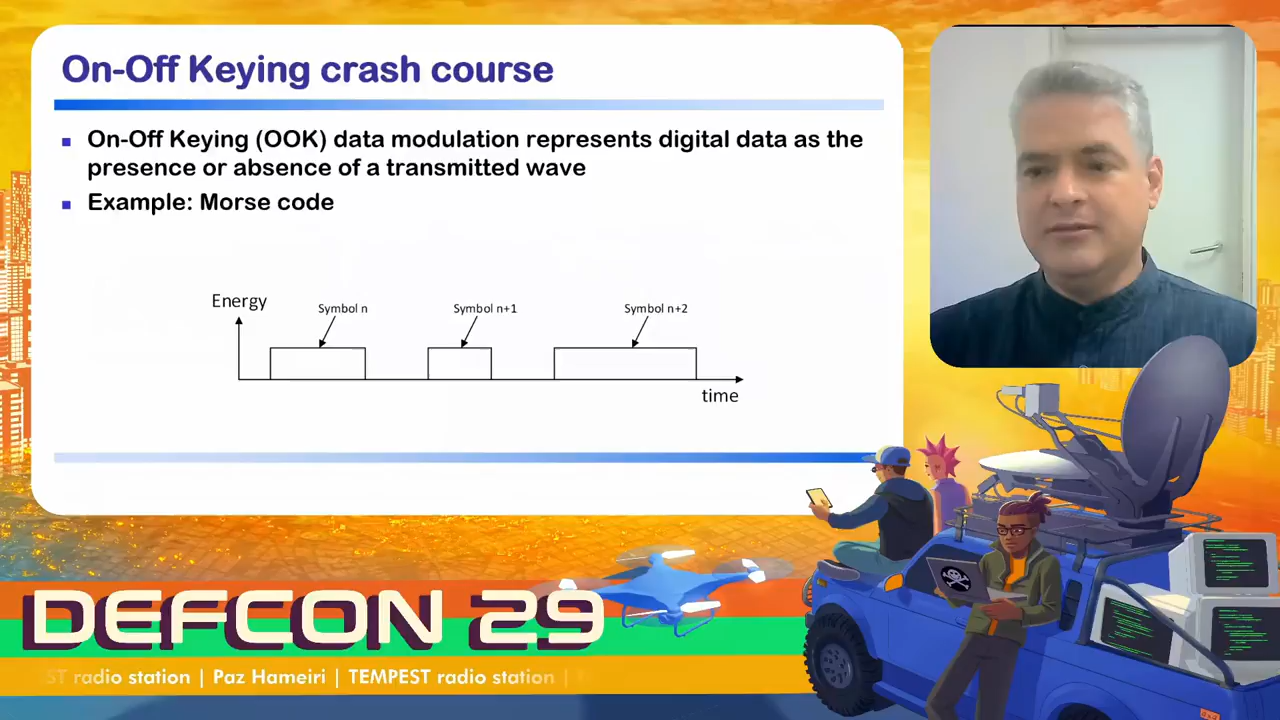 On-Off Keying crash course
On-Off Keying (OOK) data modulation represents digital data as the
presence or absence of a transmitted wave
Example: Morse code
Energy
Symbol n
Symbol n+1
Symbol n+2
time
DEFCON 29
ST radio station | Paz Hameiri | TEMPEST radio station |